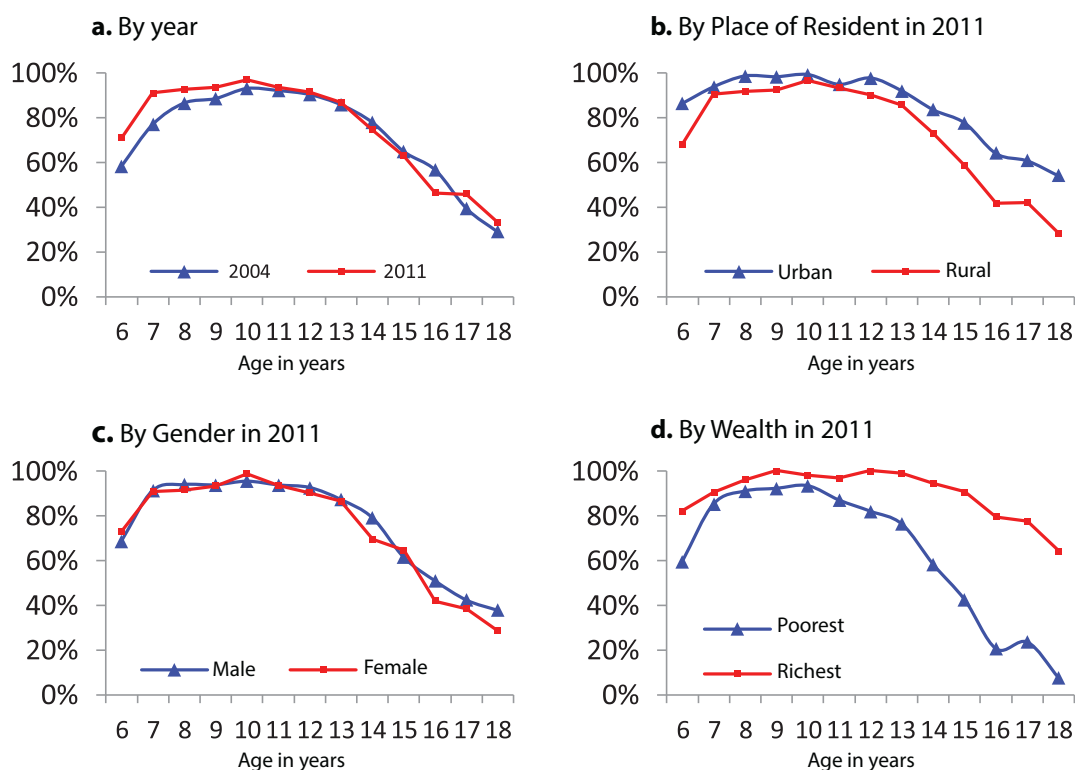 a. By year
100%
80%
60%
40%
20%
0%
2004 2011
6 7 8 9 10 11 12 13 14 15 16 17 18
Age in years
b. By Place of Resident in 2011
100%
80%
60%
40%
20%
0%
Urban Rural
6 7 8 9 10 11 12 13 14 15 16 17 18
Age in years
c. By Gender in 2011
100%
80%
60%
40%
20%
0%
Male Female
6 7 8 9 10 11 12 13 14 15 16 17 18
Age in years
d. By Wealth in 2011
100%
80%
60%
40%
20%
0%
Poorest
Richest
6 7 8 9 10 11 12 13 14 15 16 17 18
Age in years